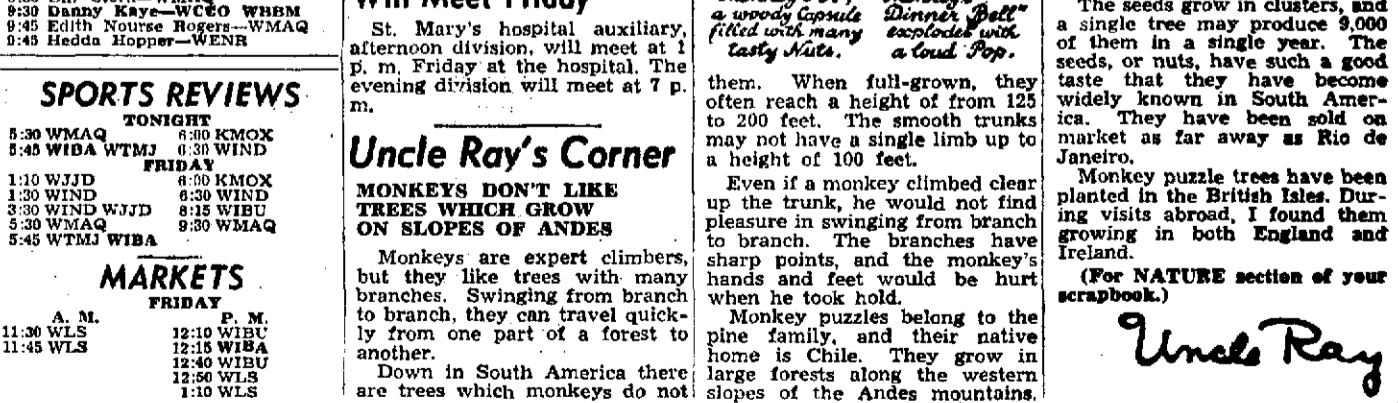 9:30 Danny Kaye—WCCO WBBM
9:45 Edith Nourse Rogers—WMAQ
9:45 Hedda Hopper—WENR
SPORTS REVIEWS
TONIGHT
5:30 WMAQ 6:00 KMOX
5:45 WIBA WTMJ 6:30 WIND
FRIDAY
1:10 WJJD 6:00 KMOX
1:30 WIND 6:30 WIND
3:30 WIND WJJD 8:15 WIBU
5:30 WMAQ 9:30 WMAQ
5:45 WTMJ WIBA
MARKETS
FRIDAY
A. M. P. M.
11:30 WLS 12:10 WIBU
11:45 WLS 12:15 WIBA
12:40 WIBU
12:50 WLS
1:10 WLS
Will Meet Friday
St. Mary's hospital auxiliary,
afternoon division, will meet at 1
p. m. Friday at the hospital. The
evening division will meet at 7 p.
m.
Uncle Ray's Corner
MONKEYS DON'T LIKE
TREES WHICH GROW
ON SLOPES OF ANDES
Monkeys are expert climbers,
but they like trees with many
branches. Swinging from branch
to branch, they can travel quick-
ly from one part of a forest to
another.
Down in South America there
are trees which monkeys do not
a woody Capsule
filled with many
tasty Nuts.
Dinner Bell"
explodes with
a loud Pop.
them. When full-grown, they
often reach a height of from 125
to 200 feet. The smooth trunks
may not have a single limb up to
a height of 100 feet.
Even if a monkey climbed clear
up the trunk, he would not find
pleasure in swinging from branch
to branch. The branches have
sharp points, and the monkey's
hands and feet would be hurt
when he took hold.
Monkey puzzles belong to the
pine family, and their native
home is Chile. They grow in
large forests along the western
slopes of the Andes mountains.
The seeds grow in clusters, and
a single tree may produce 9,000
of them in a single year. The
seeds, or nuts, have such a good
taste that they have become
widely known in South Amer-
ica. They have been sold on
market as far away as Rio de
Janeiro.
Monkey puzzle trees have been
planted in the British Isles. Dur-
ing visits abroad, I found them
growing in both England and
Ireland.
(For NATURE section of your
scrapbook.)
Uncle Ray